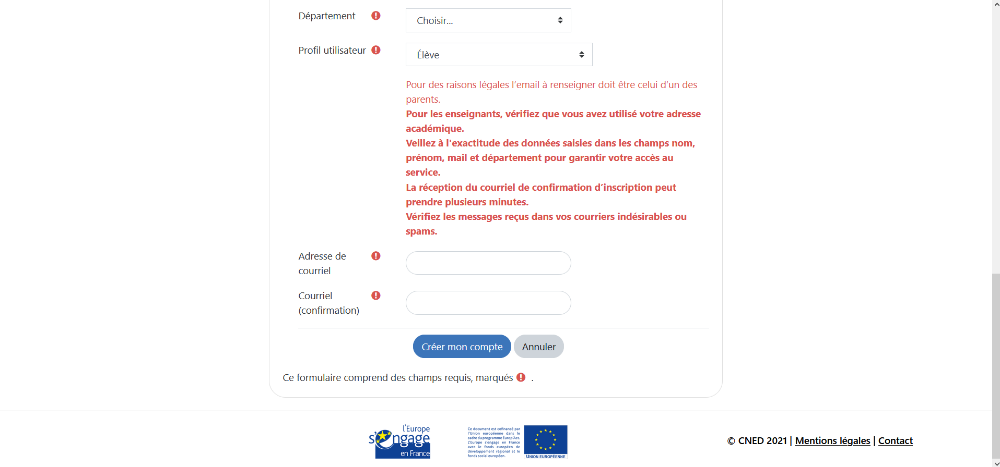 Département
Choisir...
Profil utilisateur
Élève
Pour des raisons légales l’email à renseigner doit être celui d’un des
parents.
Pour les enseignants, vérifiez que vous avez utilisé votre adresse
académique.
Veillez à l'exactitude des données saisies dans les champs nom,
prénom, mail et département pour garantir votre accès au
service.
La réception du courriel de confirmation d’inscription peut
prendre plusieurs minutes.
Vérifiez les messages reçus dans vos courriers indésirables ou
spams.
Adresse de
courriel
Courriel
(confirmation)
Créer mon compte
Annuler
Ce formulaire comprend des champs requis, marqués .
l'Europe
s'engage
en France
Ce document est cofinancé par
l'Union européenne dans le
cadre du programme Europ'Act.
L'Europe s'engage en France
avec le fonds européen de
développement régional et le
fonds social européen.
UNION EUROPÉENNE
© CNED 2021 | Mentions légales | Contact